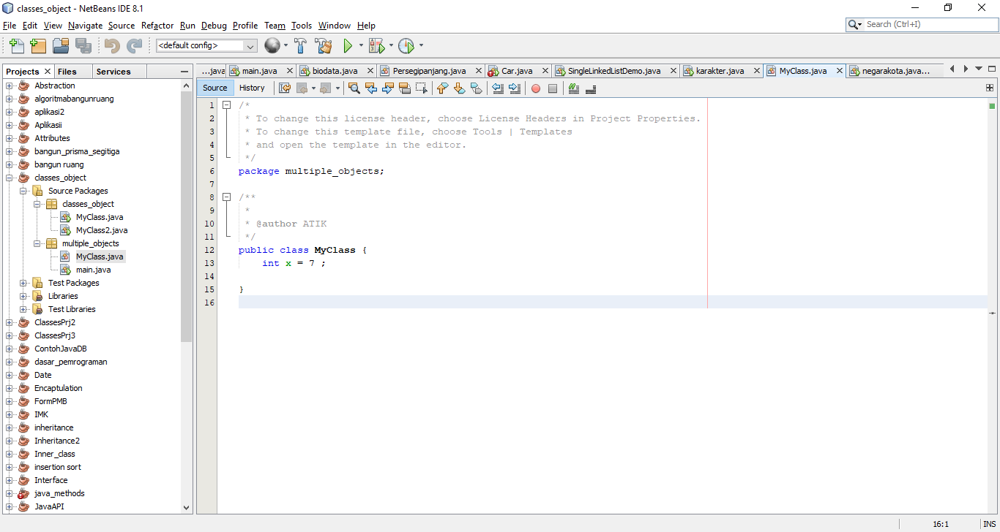 classes_object - NetBeans IDE 8.1
File Edit View Navigate Source Refactor Run Debug Profile Team Tools Window Help
Search (Ctrl+I)
<default config>
Projects Files Services
Abstraction
algoritmabangunruang
aplikasi2
Aplikasii
Attributes
bangun_prisma_segitiga
bangun ruang
classes_object
Source Packages
classes_object
MyClass.java
MyClass2.java
multiple_objects
MyClass.java
main.java
Test Packages
Libraries
Test Libraries
ClassesPrj2
ClassesPrj3
ContohJavaDB
dasar_pemrograman
Date
Encaptulation
FormPMB
IMK
inheritance
Inheritance2
Inner_class
insertion sort
Interface
java_methods
JavaAPI
...java main.java biodata.java Persegipanjang.java Car.java SingleLinkedListDemo.java karakter.java MyClass.java negarakota.java...
Source History
1 /*
2 * To change this license header, choose License Headers in Project Properties.
3 * To change this template file, choose Tools | Templates
4 * and open the template in the editor.
5 */
6 package multiple_objects;
7
8 /**
9 *
10 * @author ATIK
11 */
12 public class MyClass {
13 int x = 7 ;
14
15 }
16
16:1 INS